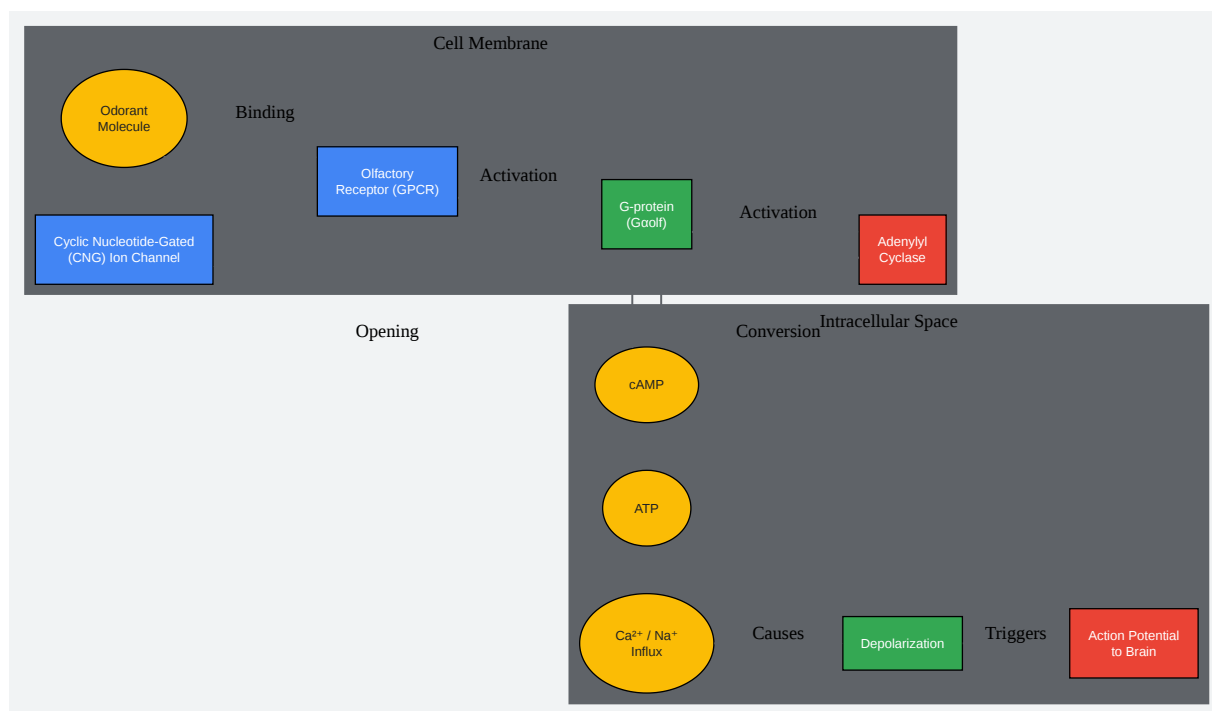 Cell Membrane
Odorant
Molecule
Binding
Olfactory
Receptor (GPCR)
Activation
G-protein
(Gαolf)
Activation
Adenylyl
Cyclase
Cyclic Nucleotide-Gated
(CNG) Ion Channel
Opening
Conversion
Intracellular Space
cAMP
ATP
Ca²⁺ / Na⁺
Influx
Causes
Depolarization
Triggers
Action Potential
to Brain